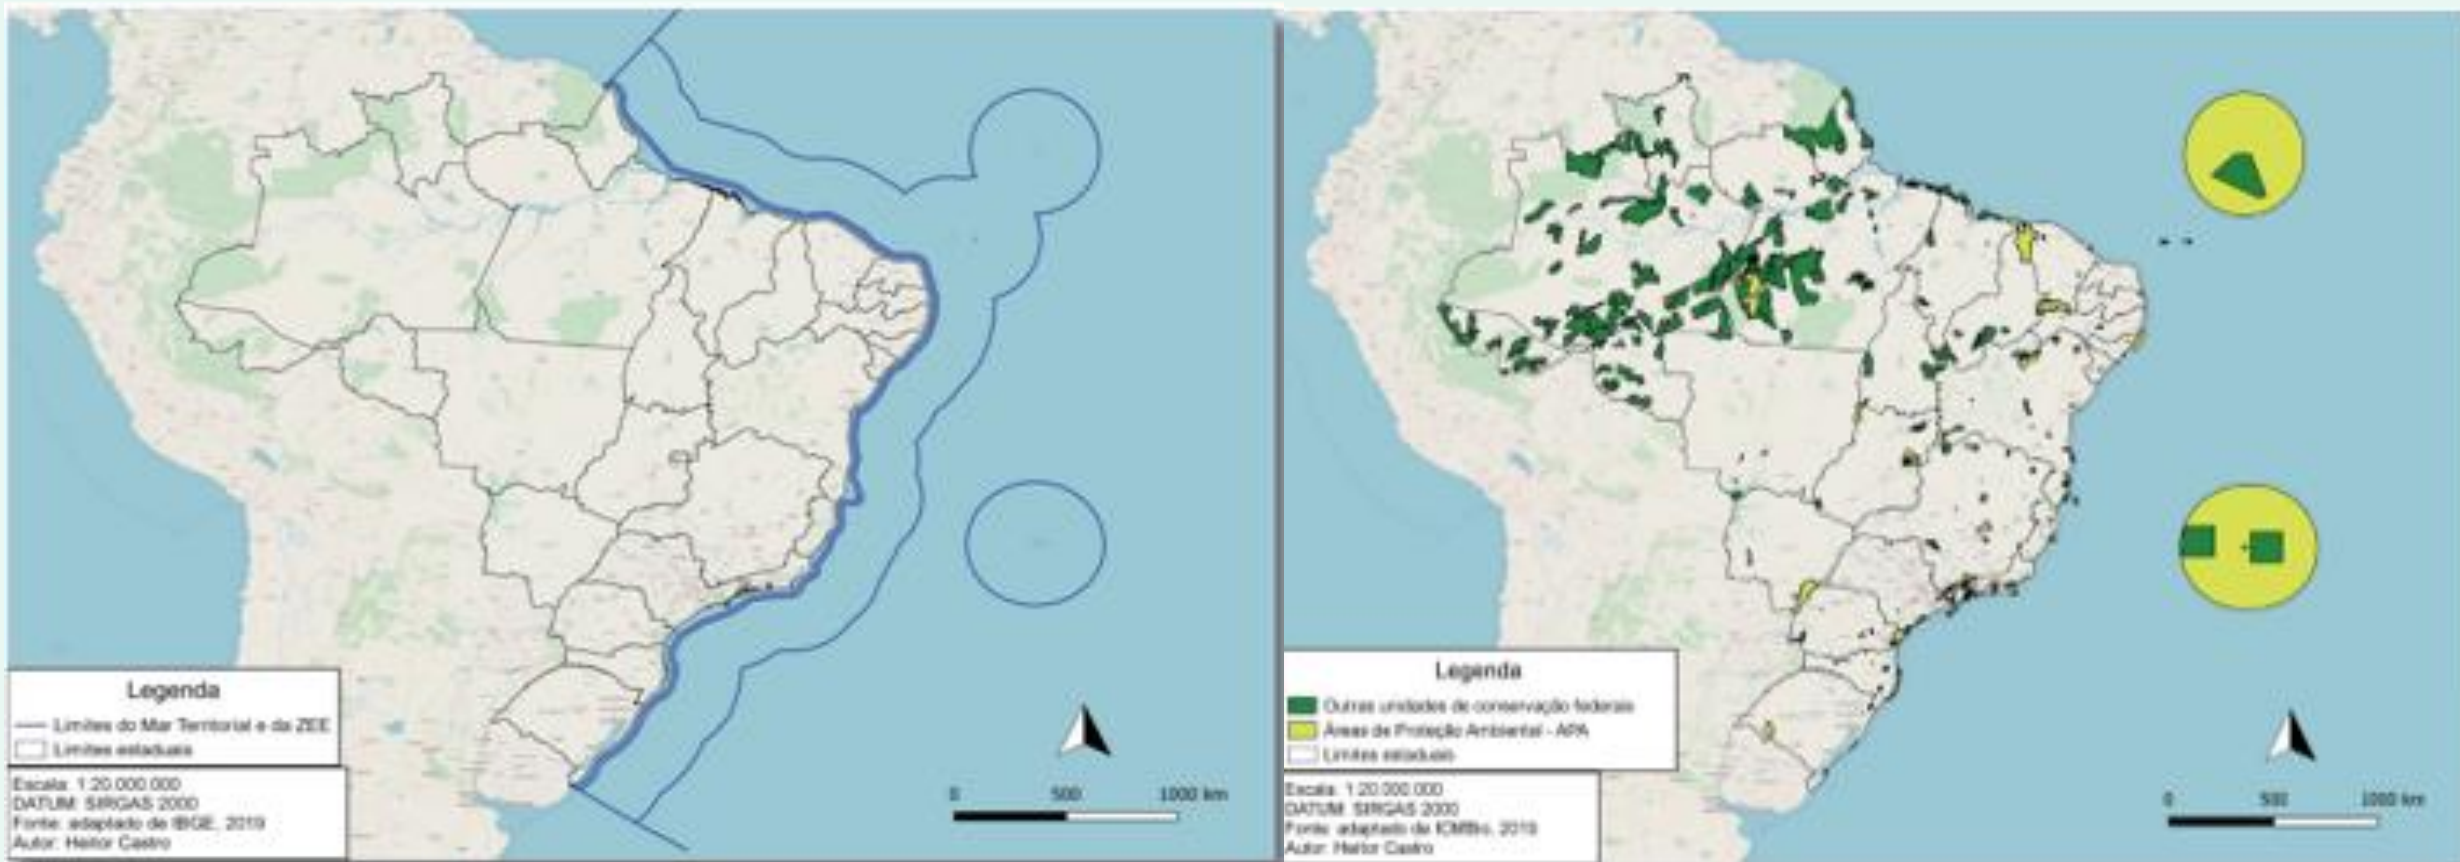 Legenda
Limites do Mar Territorial e da ZEE
Limites estaduais
Escala: 1:20.000.000
DATUM: SIRGAS 2000
Fonte: adaptado de IBGE, 2019
Autor: Heitor Castro
0 500 1000 km
Legenda
Outras unidades de conservação federais
Áreas de Proteção Ambiental - APA
Limites estaduais
Escala: 1:20.000.000
DATUM: SIRGAS 2000
Fonte: adaptado de ICMBio, 2019
Autor: Heitor Castro
0 500 1000 km